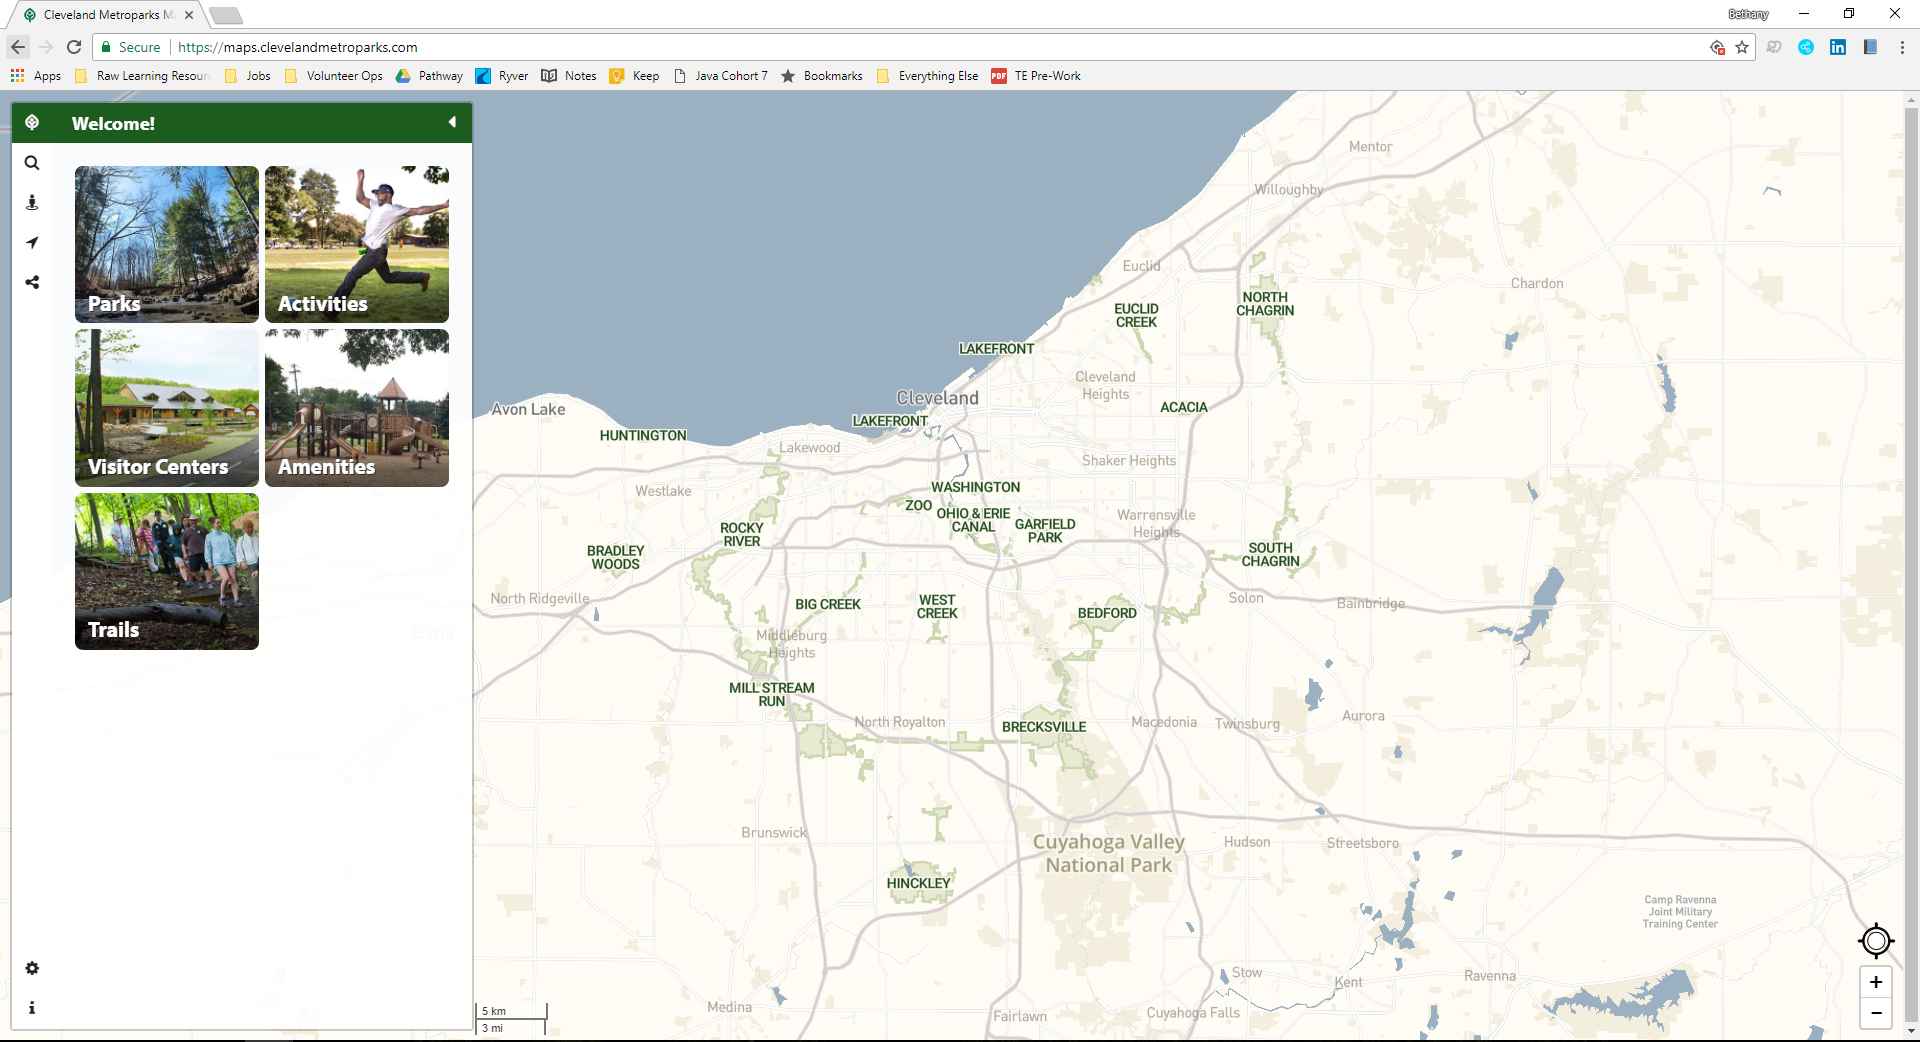 Cleveland Metroparks M
Bethany
Secure
https://maps.clevelandmetroparks.com
Apps
Raw Learning Resour
Jobs
Volunteer Ops
Pathway
Ryver
Notes
Keep
Java Cohort 7
Bookmarks
Everything Else
PDF
TE Pre-Work
Welcome!
Parks
Activities
Visitor Centers
Amenities
Trails
Elyria
Mentor
Willoughby
Euclid
Chardon
NORTH
CHAGRIN
EUCLID
CREEK
LAKEFRONT
Cleveland
Heights
Cleveland
ACACIA
Avon Lake
LAKEFRONT
HUNTINGTON
Lakewood
Shaker Heights
Westlake
WASHINGTON
ZOO
OHIO & ERIE
CANAL
GARFIELD
PARK
Warrensville
Heights
ROCKY
RIVER
BRADLEY
WOODS
SOUTH
CHAGRIN
North Ridgeville
BIG CREEK
WEST
CREEK
BEDFORD
Solon
Bainbridge
Middleburg
Heights
MILL STREAM
RUN
North Royalton
BRECKSVILLE
Macedonia
Twinsburg
Aurora
Brunswick
Cuyahoga Valley
National Park
Hudson
Streetsboro
HINCKLEY
Camp Ravenna
Joint Military
Training Center
Stow
Kent
Ravenna
Medina
Fairlawn
Cuyahoga Falls
5 km
3 mi
+
−